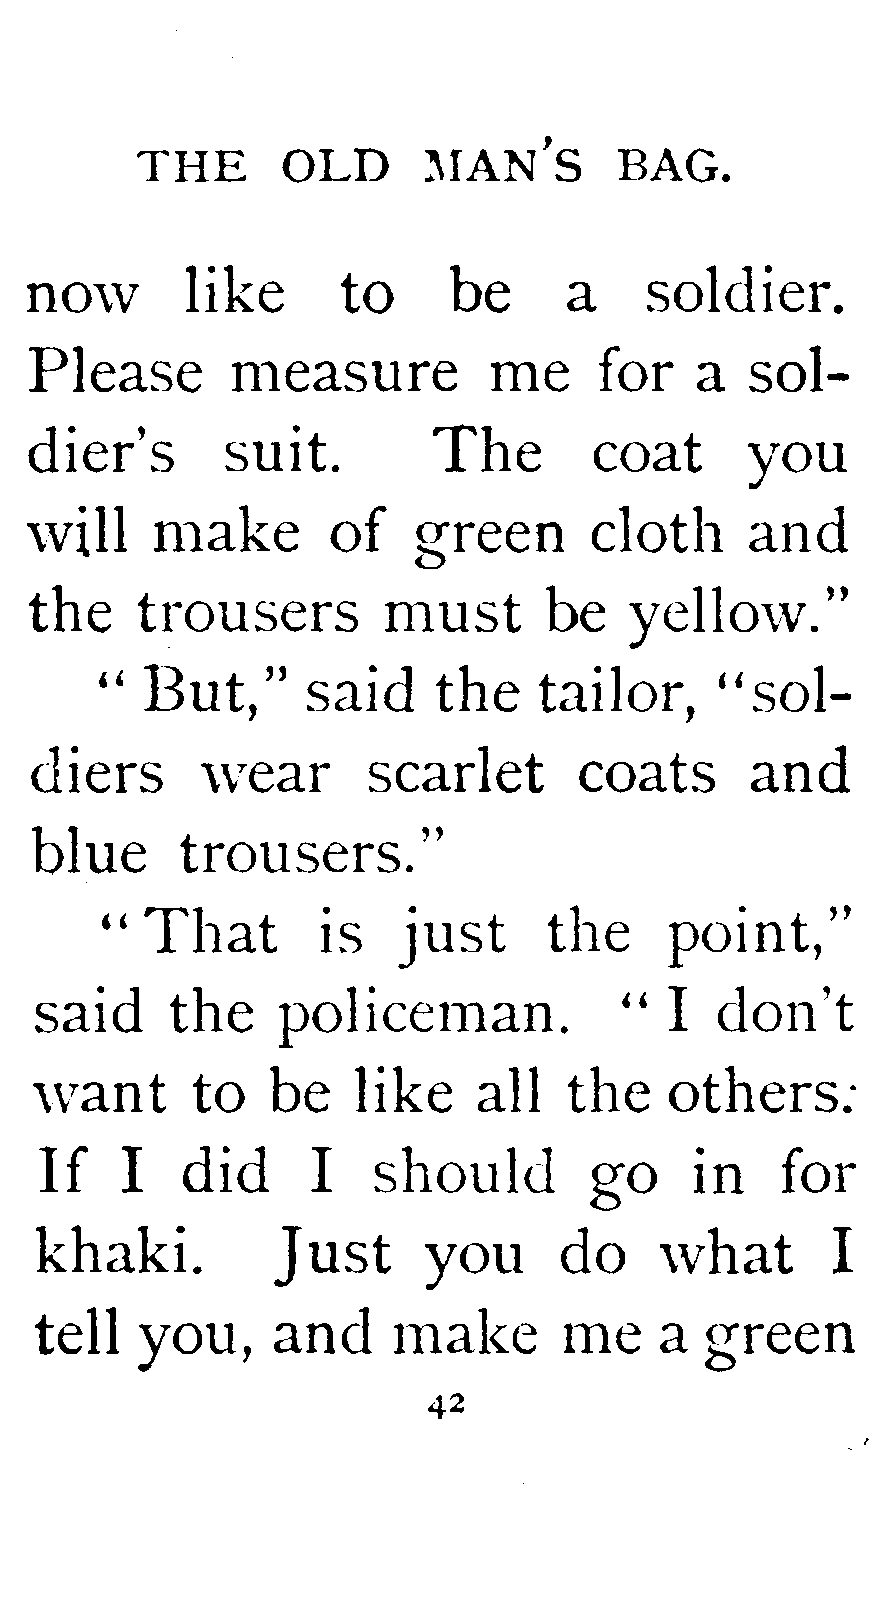 THE OLD MAN'S BAG.
now like to be a soldier.
Please measure me for a sol-
dier's suit. The coat you
will make of green cloth and
the trousers must be yellow."
"But," said the tailor, "sol-
diers wear scarlet coats and
blue trousers."
"That is just the point,"
said the policeman. "I don't
want to be like all the others.
If I did I should go in for
khaki. Just you do what I
tell you, and make me a green
42